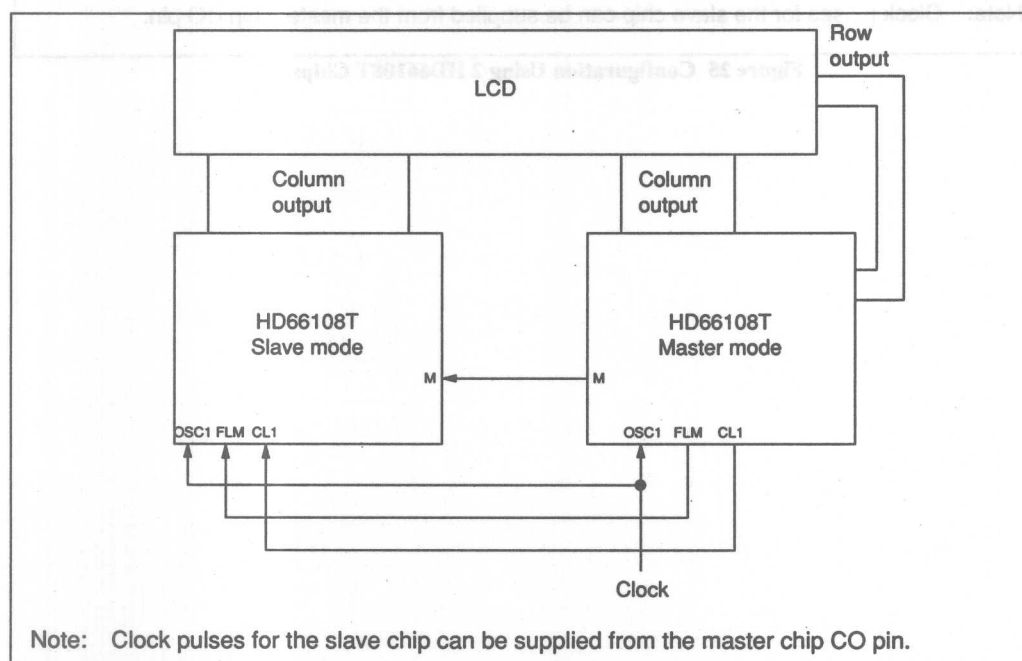 Row
output
LCD
Column
output
Column
output
HD66108T
Slave mode
HD66108T
Master mode
M
M
OSC1 FLM CL1
OSC1 FLM CL1
Clock
Note: Clock pulses for the slave chip can be supplied from the master chip CO pin.